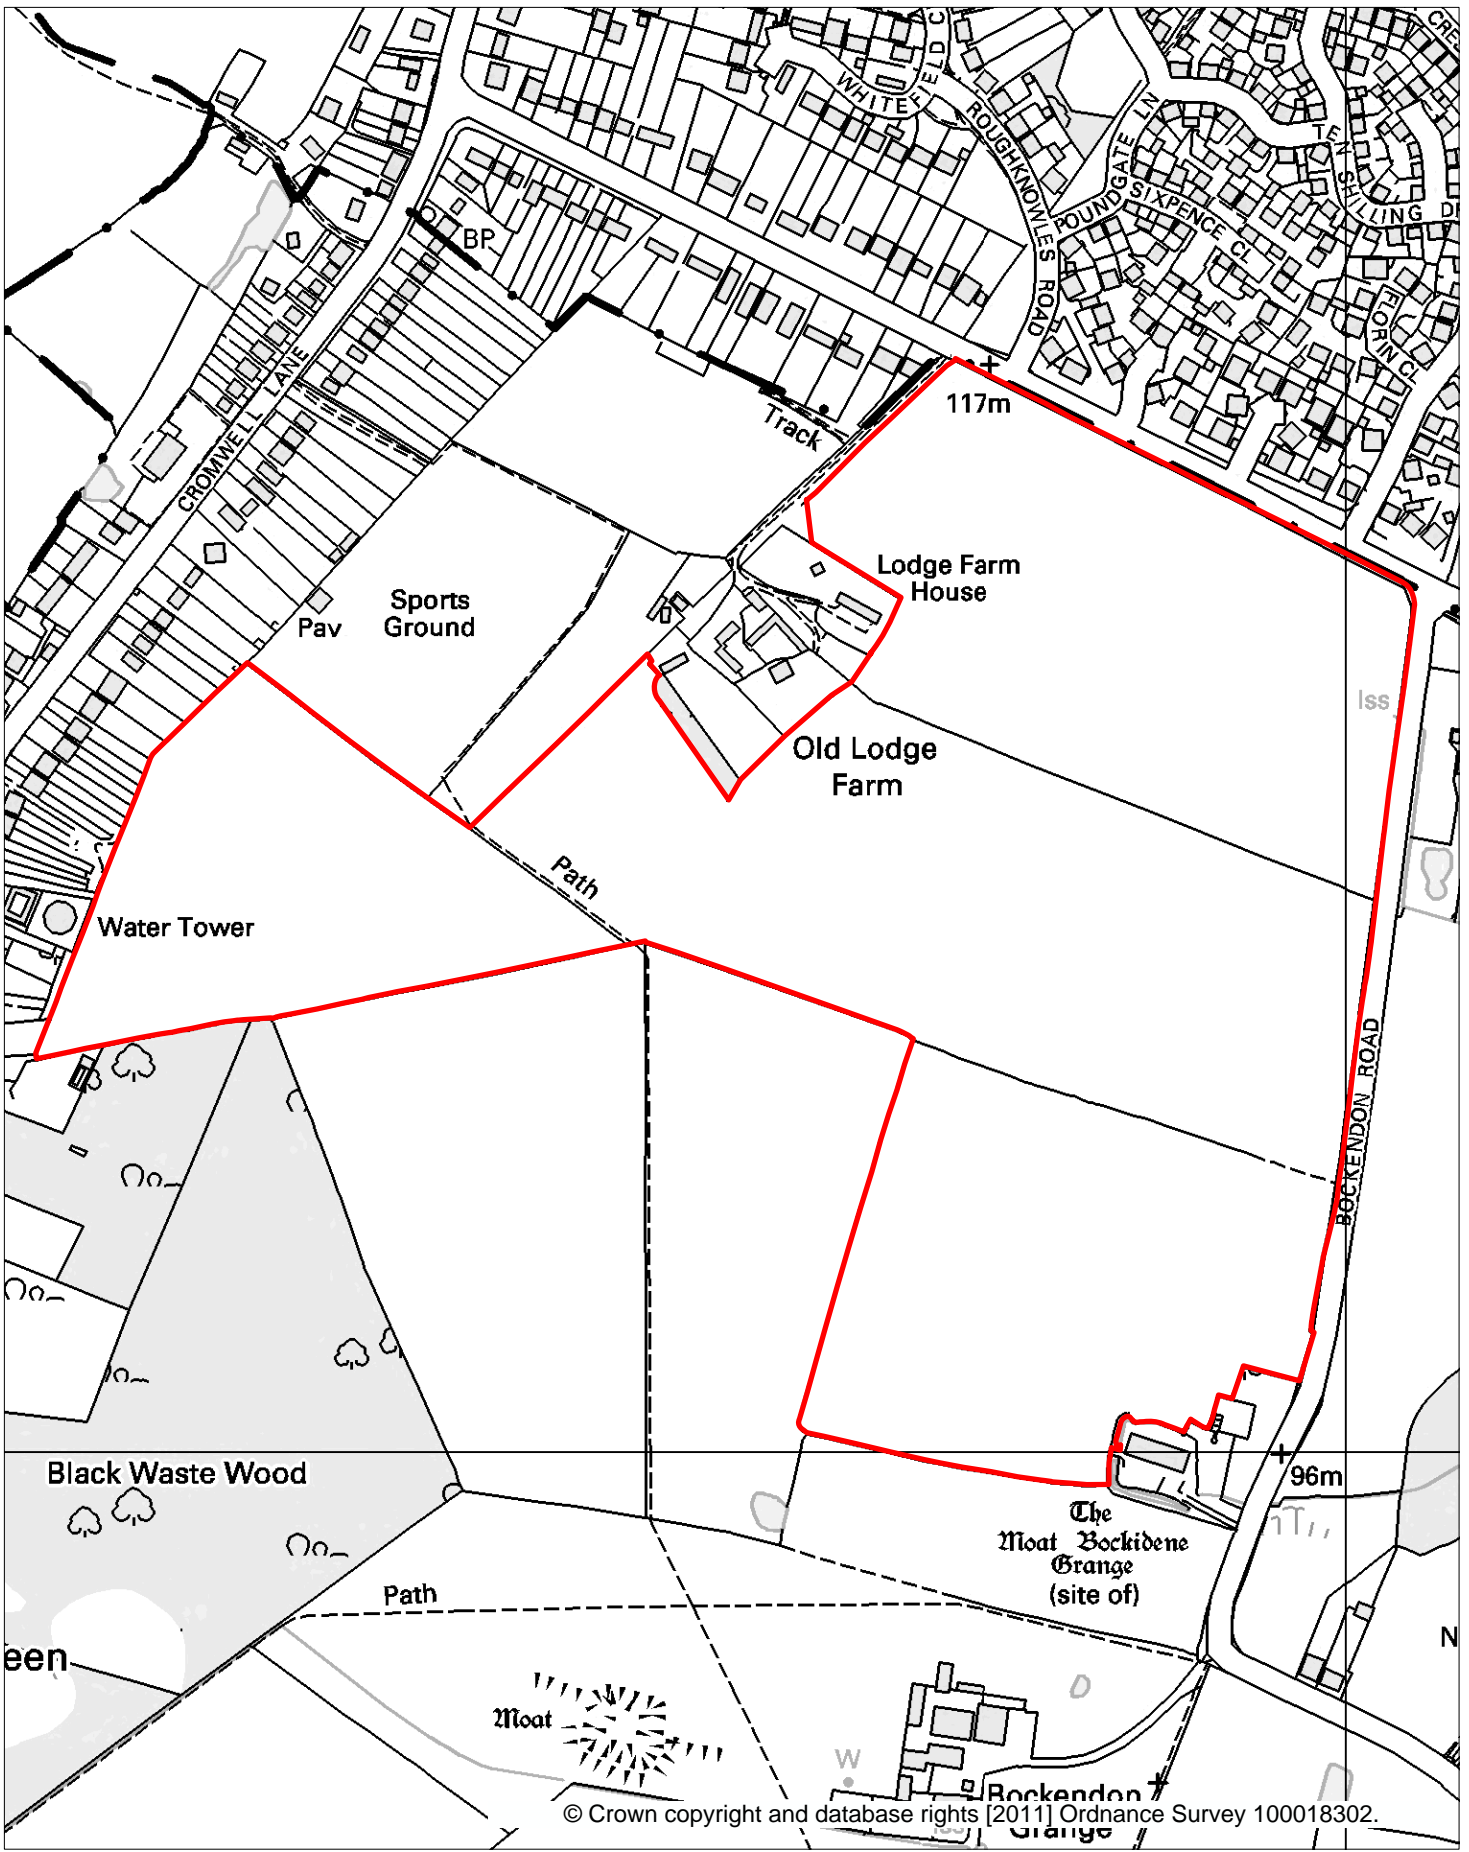 CRES
WHITEFIELD C
ROUGHKNOWLES ROAD
POUNDGATE LN
SIXPENCE CL
TEN SHILLING DR
FLORIN CL
BP
CROMWELL LANE
117m
Track
Lodge Farm
House
Sports
Ground
Pav
Iss
Old Lodge
Farm
Path
Water Tower
BOCKENDON ROAD
Black Waste Wood
96m
The
Moat Bockidene
Grange
(site of)
Path
een
N
Moat
W
Bockendon
Grange
Iss
© Crown copyright and database rights [2011] Ordnance Survey 100018302.